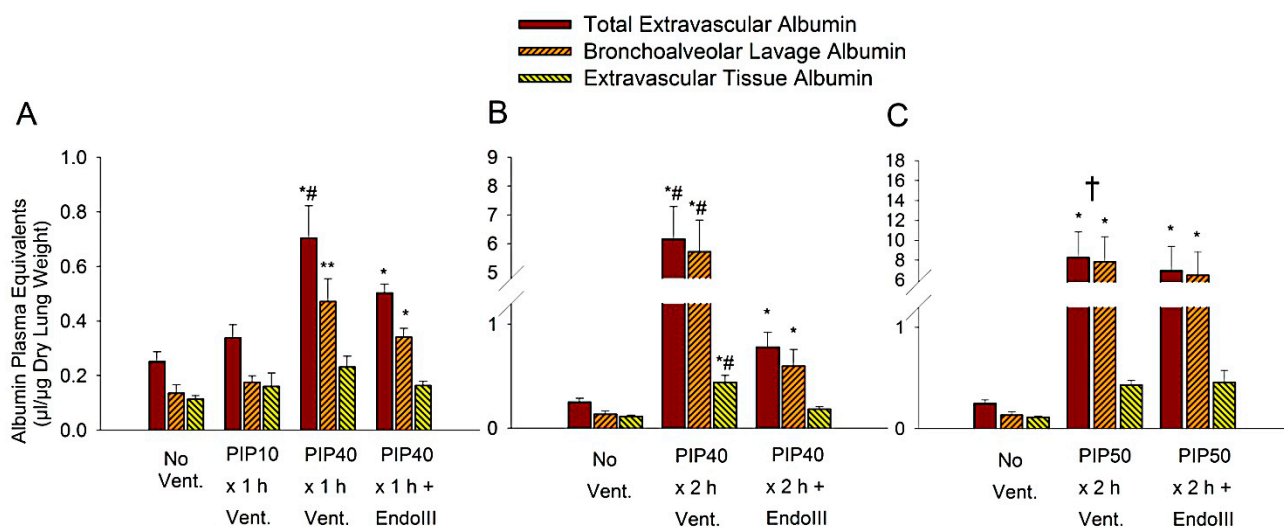 Total Extravascular Albumin
Bronchoalveolar Lavage Albumin
Extravascular Tissue Albumin
A
Albumin Plasma Equivalents
(µl/µg Dry Lung Weight)
1.0
0.8
0.6
0.4
0.2
0.0
*#
**
*
*
No
Vent.
PIP10
x 1 h
Vent.
PIP40
x 1 h
Vent.
PIP40
x 1 h +
EndoIII
B
9
8
7
6
5
1
0
*#
*#
*#
*
*
No
Vent.
PIP40
x 2 h
Vent.
PIP40
x 2 h +
EndoIII
C
18
16
14
12
10
8
6
1
0
†
*
*
*
*
No
Vent.
PIP50
x 2 h
Vent.
PIP50
x 2 h +
EndoIII